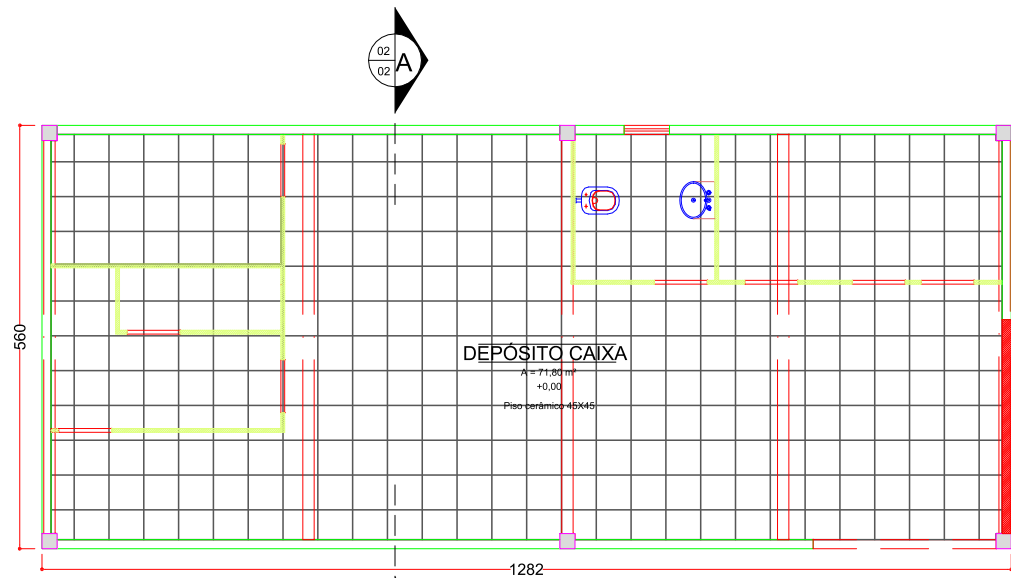 02
02
A
560
DEPÓSITO CAIXA
A = 71,80 m²
+0,00
Piso cerâmico 45X45
1282